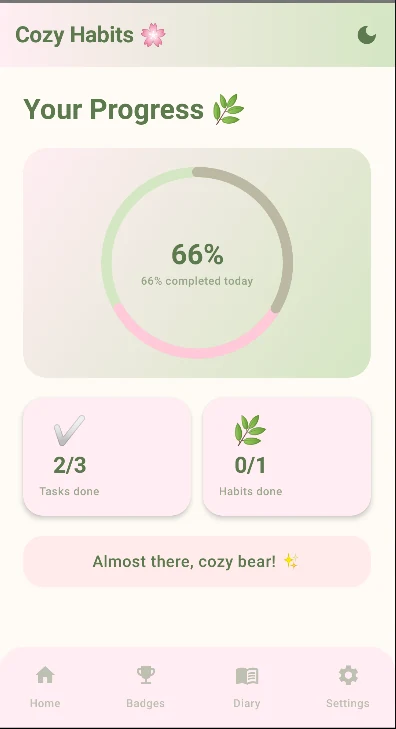 Cozy Habits 🌸
Your Progress 🌿
66%
66% completed today
2/3
Tasks done
0/1
Habits done
Almost there, cozy bear! ✨
Home
Badges
Diary
Settings